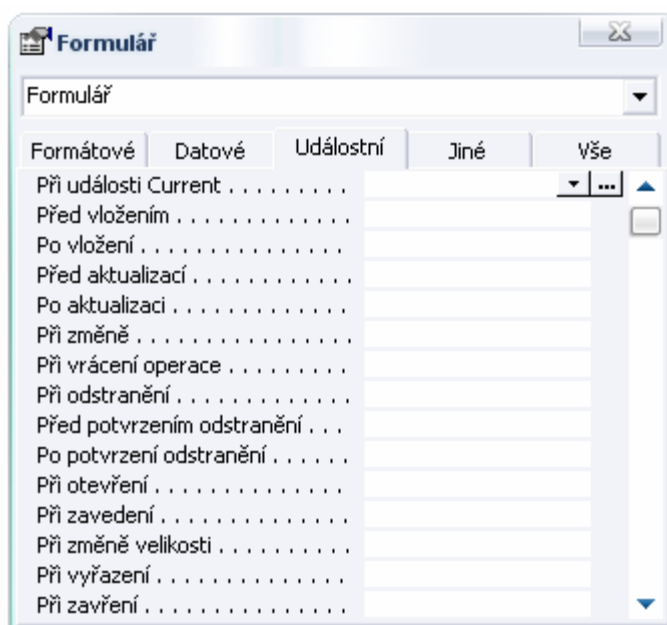 Formulář
Formulář
Formátové Datové Událostní Jiné Vše
Při události Current . . . . . . . . . ...
Před vložením . . . . . . . . . . . . .
Po vložení . . . . . . . . . . . . . . .
Před aktualizací . . . . . . . . . . . .
Po aktualizaci . . . . . . . . . . . . .
Při změně . . . . . . . . . . . . . . . .
Při vrácení operace . . . . . . . . .
Při odstranění . . . . . . . . . . . . .
Před potvrzením odstranění . . .
Po potvrzení odstranění . . . . . .
Při otevření . . . . . . . . . . . . . .
Při zavedení . . . . . . . . . . . . . .
Při změně velikosti . . . . . . . . . .
Při vyřazení . . . . . . . . . . . . . .
Při zavření . . . . . . . . . . . . . . .